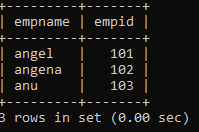 +---------+-------+
| empname | empid |
+---------+-------+
| angel   |   101 |
| angena  |   102 |
| anu     |   103 |
+---------+-------+
3 rows in set (0.00 sec)